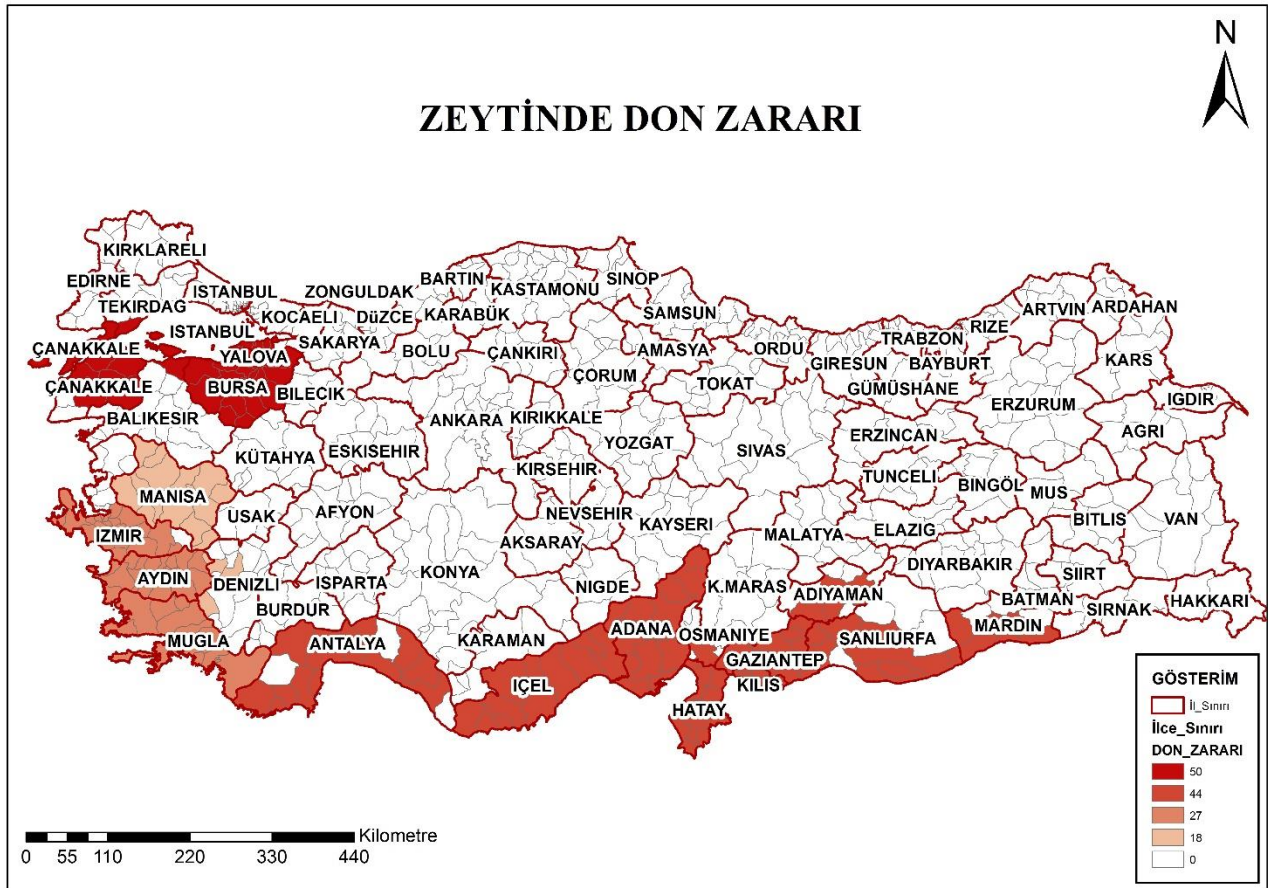 N
ZEYTİNDE DON ZARARI
KIRKLARELI
EDIRNE
TEKIRDAG
ISTANBUL
ISTANBUL
KOCAELI
ZONGULDAK
DüZCE
BARTIN
KARABÜK
KASTAMONU
SINOP
SAMSUN
SAKARYA
BOLU
ÇANKIRI
ÇORUM
AMASYA
TOKAT
ORDU
GIRESUN
TRABZON
BAYBURT
GÜMÜSHANE
RIZE
ARTVIN
ARDAHAN
KARS
IGDIR
AGRI
ERZURUM
ERZINCAN
ÇANAKKALE
ÇANAKKALE
YALOVA
BURSA
BILECIK
BALIKESIR
KÜTAHYA
ESKISEHIR
ANKARA
KIRIKKALE
YOZGAT
SIVAS
KIRSEHIR
NEVSEHIR
KAYSERI
TUNCELI
BINGÖL
MUS
BITLIS
VAN
ELAZIG
MALATYA
MANISA
USAK
AFYON
AKSARAY
KONYA
NIGDE
IZMIR
AYDIN
DENIZLI
ISPARTA
BURDUR
MUGLA
ANTALYA
KARAMAN
IÇEL
ADANA
K.MARAS
OSMANIYE
ADIYAMAN
DIYARBAKIR
SIIRT
BATMAN
SIRNAK
HAKKARI
MARDIN
SANLIURFA
GAZIANTEP
KILIS
HATAY
GÖSTERİM
İl_Sınırı
İlce_Sınırı
DON_ZARARI
50
44
27
18
0
Kilometre
0 55 110 220 330 440